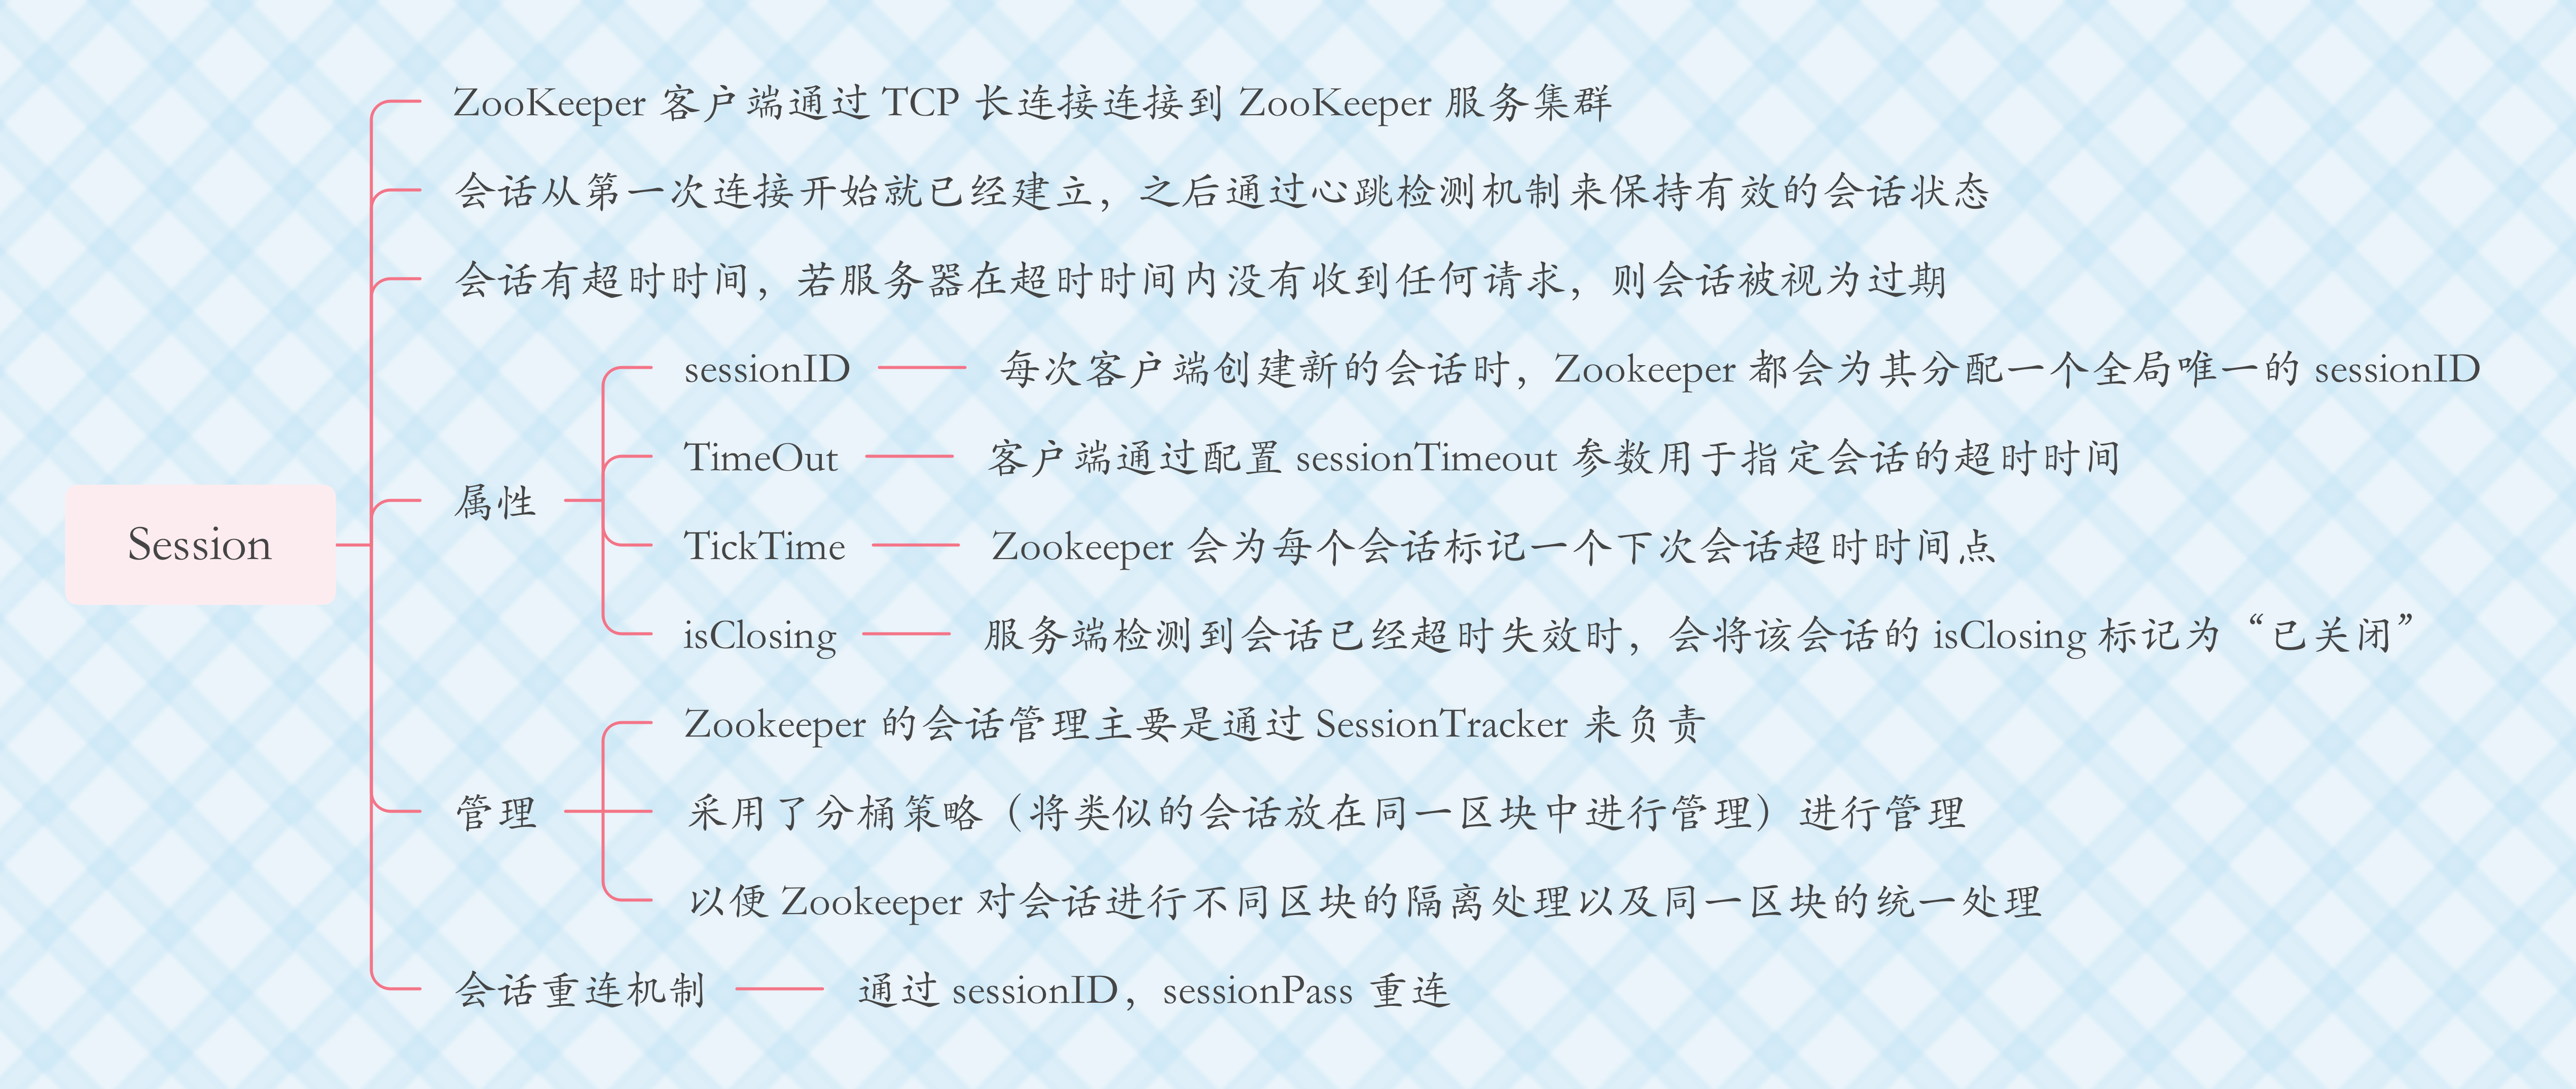 ZooKeeper 客户端通过 TCP 长连接连接到 ZooKeeper 服务集群
会话从第一次连接开始就已经建立，之后通过心跳检测机制来保持有效的会话状态
会话有超时时间，若服务器在超时时间内没有收到任何请求，则会话被视为过期
sessionID 每次客户端创建新的会话时，Zookeeper 都会为其分配一个全局唯一的 sessionID
TimeOut 客户端通过配置 sessionTimeout 参数用于指定会话的超时时间
属性
Session
TickTime Zookeeper 会为每个会话标记一个下次会话超时时间点
isClosing 服务端检测到会话已经超时失效时，会将该会话的 isClosing 标记为“已关闭”
Zookeeper 的会话管理主要是通过 SessionTracker 来负责
管理
采用了分桶策略（将类似的会话放在同一区块中进行管理）进行管理
以便 Zookeeper 对会话进行不同区块的隔离处理以及同一区块的统一处理
会话重连机制 通过 sessionID，sessionPass 重连